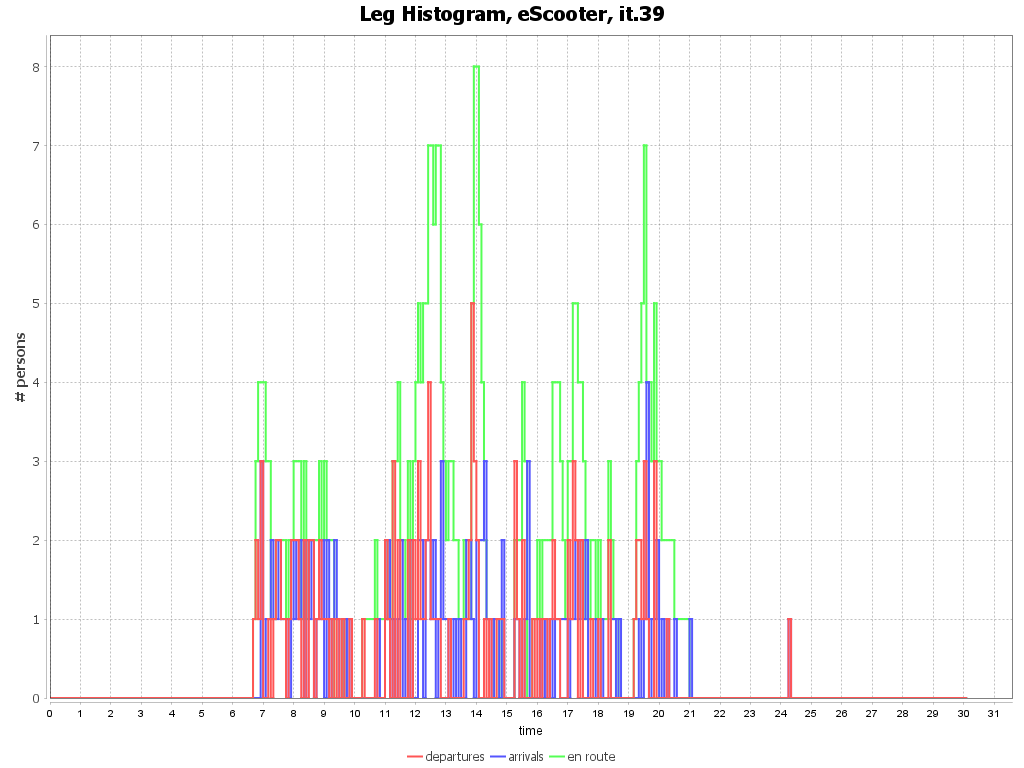 Leg Histogram, eScooter, it.39
# persons
8
7
6
5
4
3
2
1
0
0 1 2 3 4 5 6 7 8 9 10 11 12 13 14 15 16 17 18 19 20 21 22 23 24 25 26 27 28 29 30 31
time
departures arrivals en route